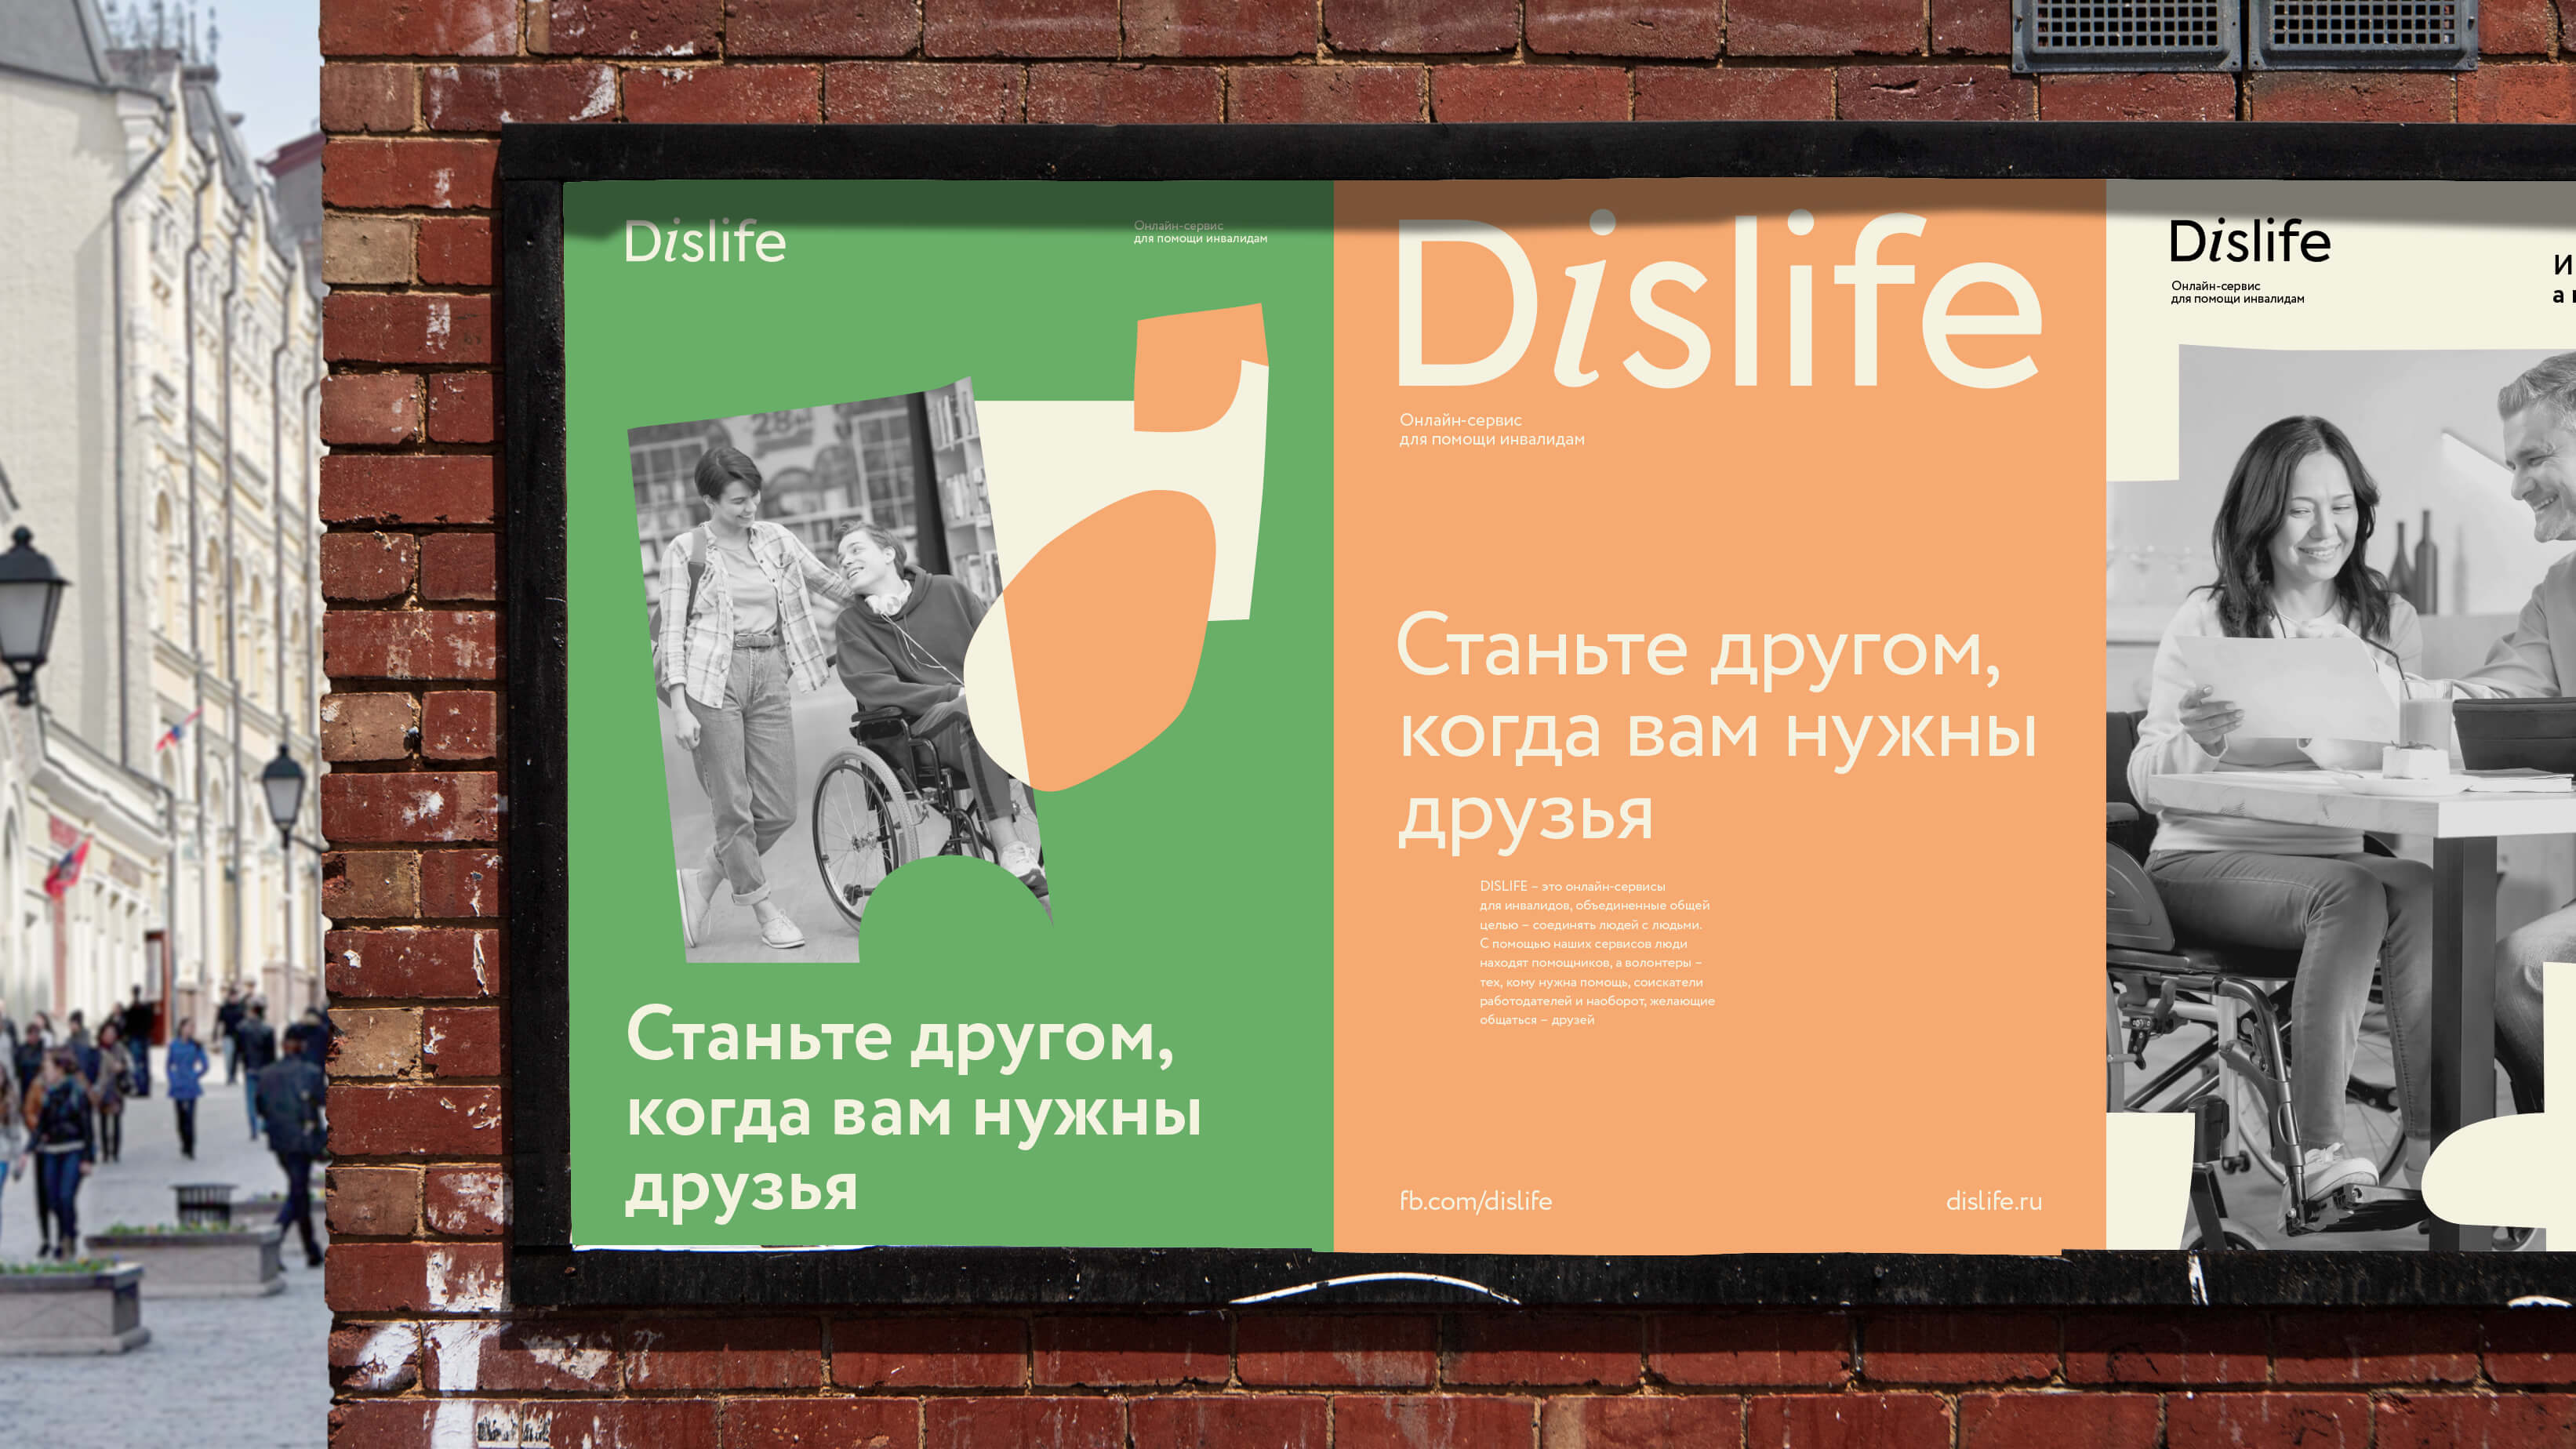 Dislife
Онлайн-сервис
для помощи инвалидам
Станьте другом,
когда вам нужны
друзья
Dislife
Онлайн-сервис
для помощи инвалидам
Станьте другом,
когда вам нужны
друзья
DISLIFE – это онлайн-сервисы
для инвалидов, объединенные общей
целью – соединять людей с людьми.
С помощью наших сервисов люди
находят помощников, а волонтеры –
тех, кому нужна помощь, соискатели
работодателей и наоборот, желающие
общаться – друзей
fb.com/dislife
dislife.ru
Dislife
Онлайн-сервис
для помощи инвалидам